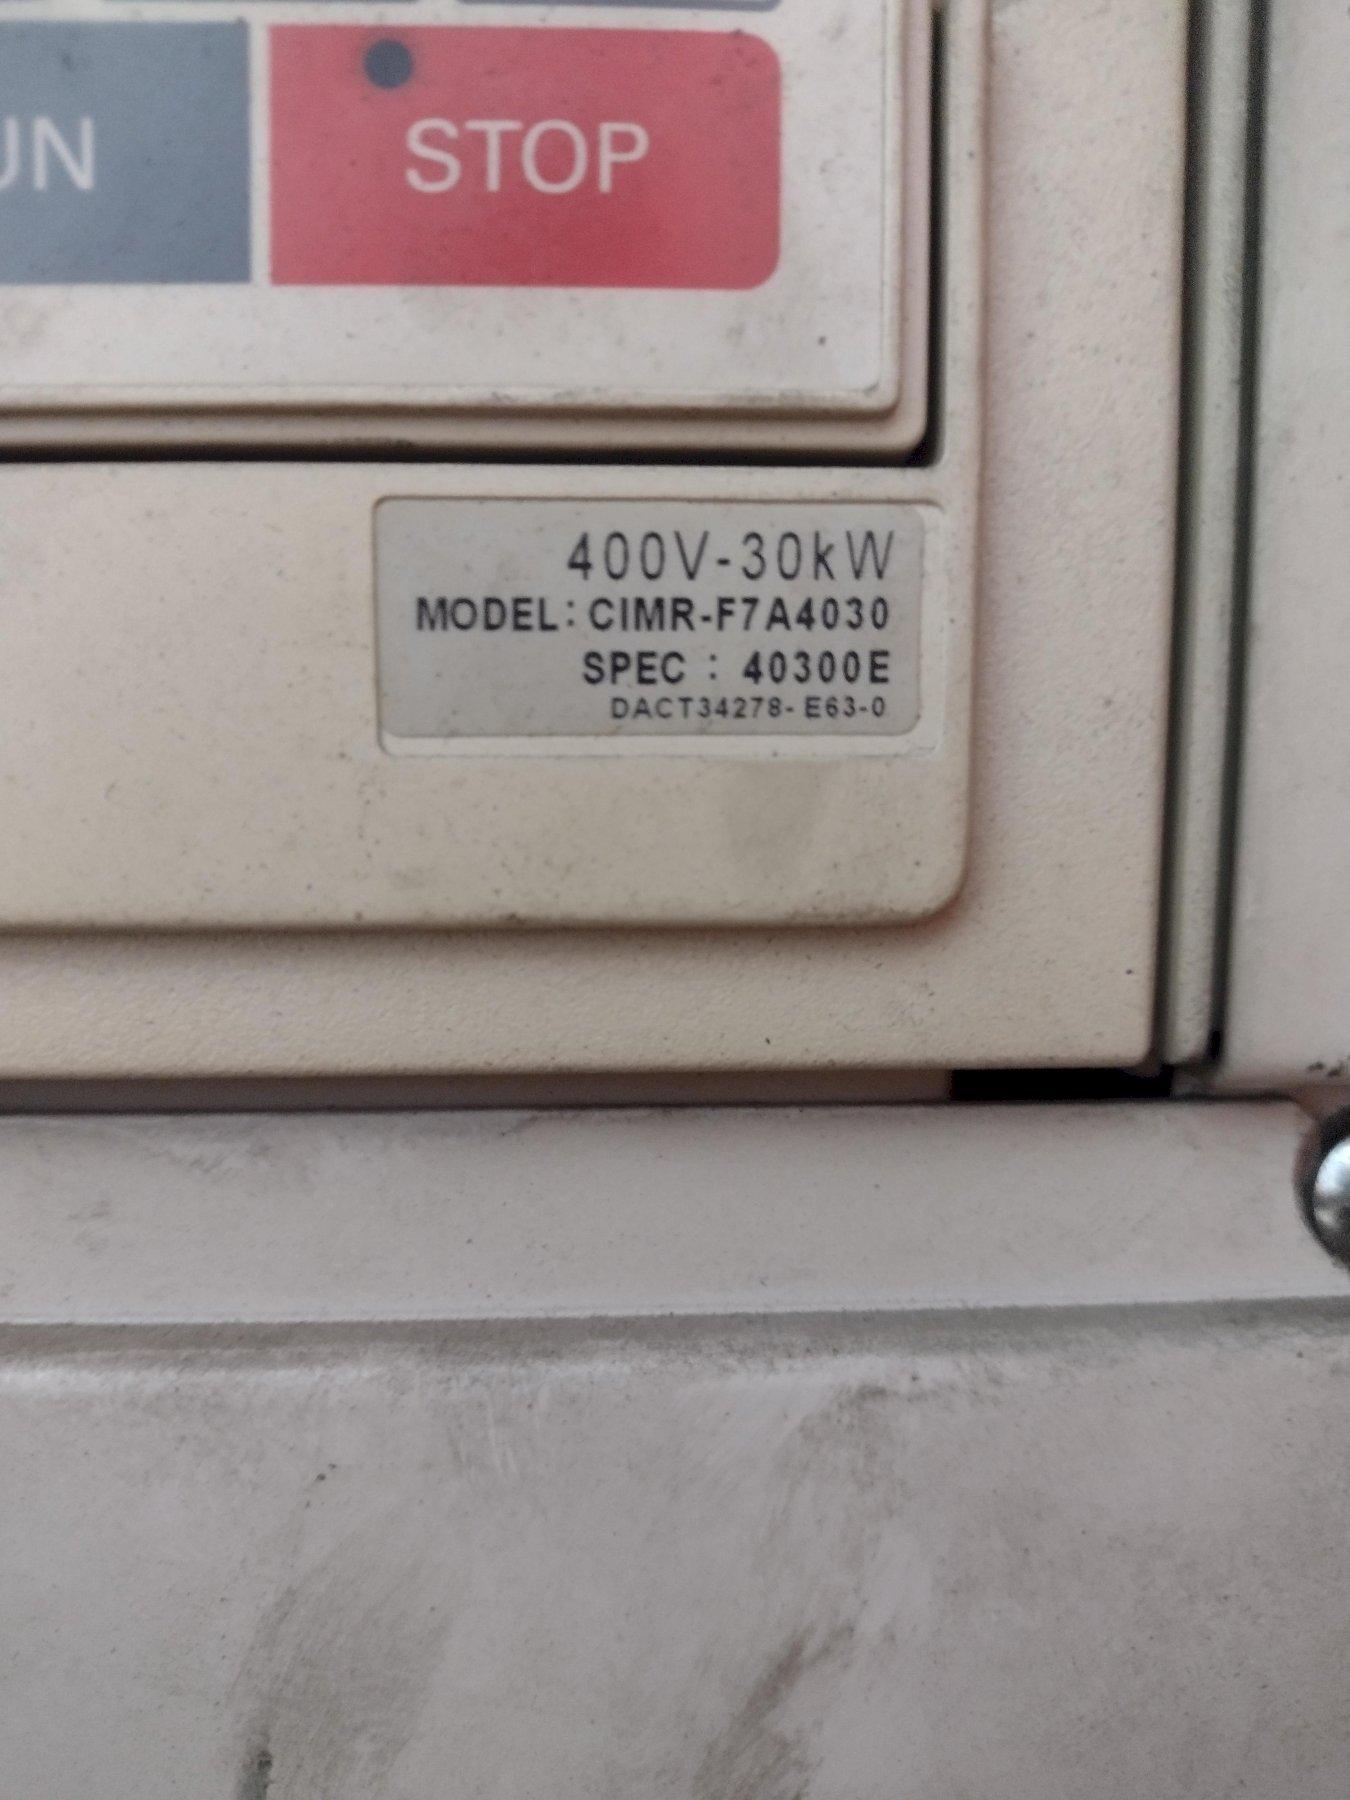 UN
STOP
400V-30kW
MODEL: CIMR-F7A4030
SPEC : 40300E
DACT34278- E63-0